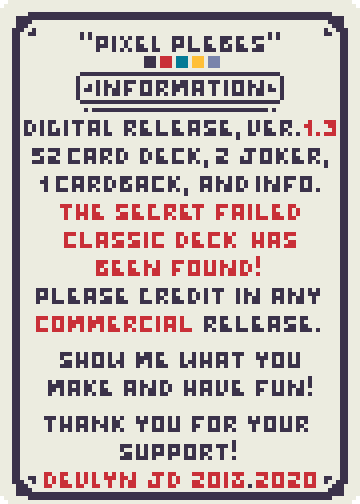 "PIXEL PLEBES"
INFORMATION
DIGITAL RELEASE, VER.1.3
52 CARD DECK, 2 JOKER,
1 CARDBACK, AND INFO.
THE SECRET FAILED
CLASSIC DECK HAS
BEEN FOUND!
PLEASE CREDIT IN ANY
COMMERCIAL RELEASE.
SHOW ME WHAT YOU
MAKE AND HAVE FUN!
THANK YOU FOR YOUR
SUPPORT!
DEVLYN JD 2018.2020